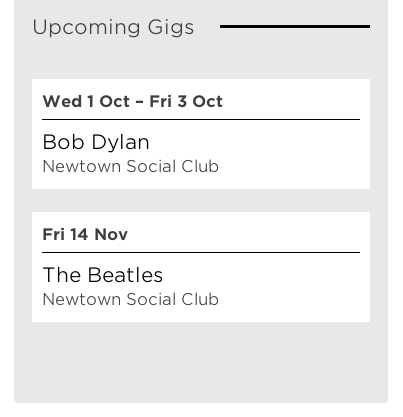 Upcoming Gigs
Wed 1 Oct – Fri 3 Oct
Bob Dylan
Newtown Social Club
Fri 14 Nov
The Beatles
Newtown Social Club